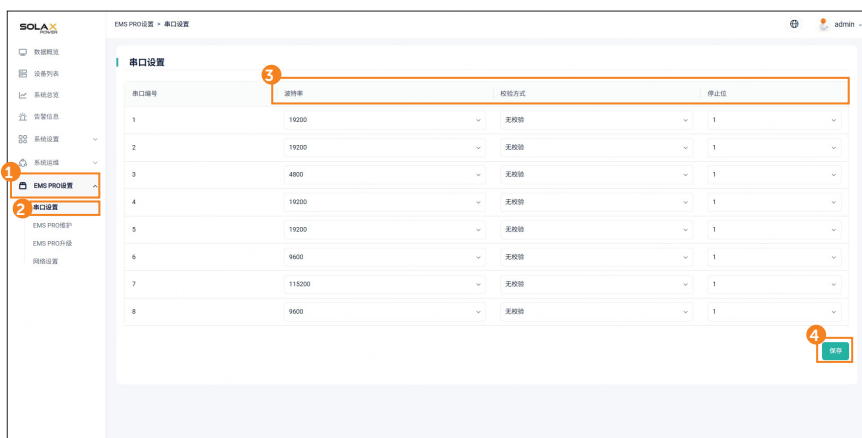 SOLAX
POWER
EMS PRO设置 > 串口设置
admin
数据概览
设备列表
系统总览
告警信息
系统设置
系统运维
1
EMS PRO设置
2
串口设置
EMS PRO维护
EMS PRO升级
网络设置
串口设置
3
串口编号 波特率 校验方式 停止位
1 19200 无校验 1
2 19200 无校验 1
3 4800 无校验 1
4 19200 无校验 1
5 19200 无校验 1
6 9600 无校验 1
7 115200 无校验 1
8 9600 无校验 1
4
保存